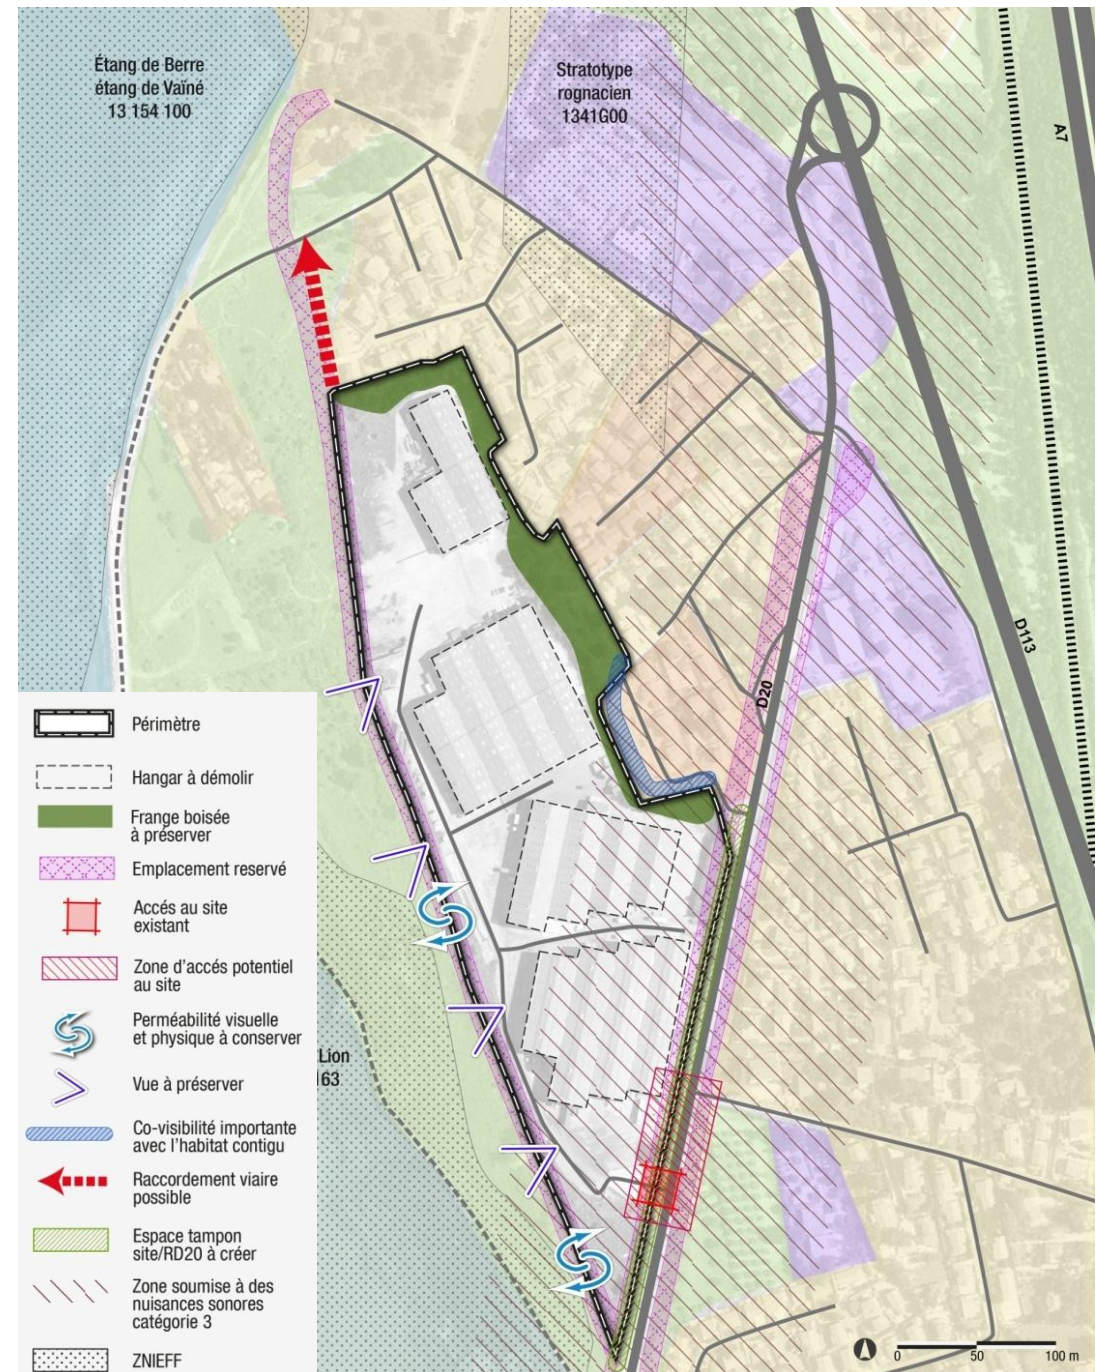 Étang de Berre
étang de Vaïné
13 154 100
Stratotype
rognacien
1341G00
A7
D113
D20
Lion
163
Périmètre
Hangar à démolir
Frange boisée
à préserver
Emplacement reservé
Accés au site
existant
Zone d'accés potentiel
au site
Perméabilité visuelle
et physique à conserver
Vue à préserver
Co-visibilité importante
avec l'habitat contigu
Raccordement viaire
possible
Espace tampon
site/RD20 à créer
Zone soumise à des
nuisances sonores
catégorie 3
ZNIEFF
0 50 100 m